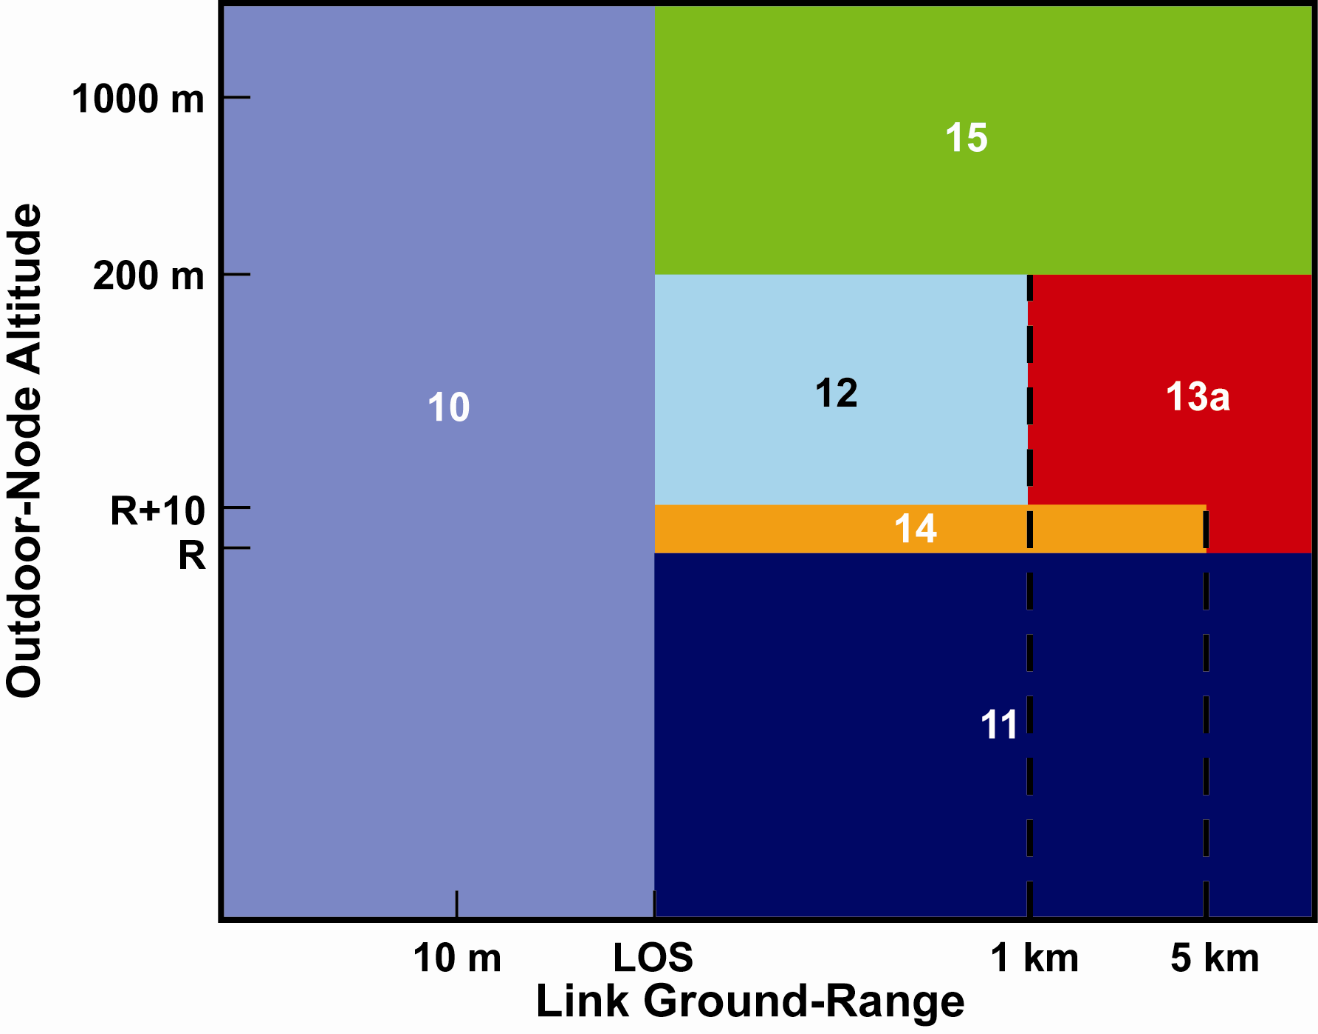 1000 m
15
200 m
Outdoor-Node Altitude
10
12
13a
R+10
14
R
11
10 m
LOS
1 km
5 km
Link Ground-Range